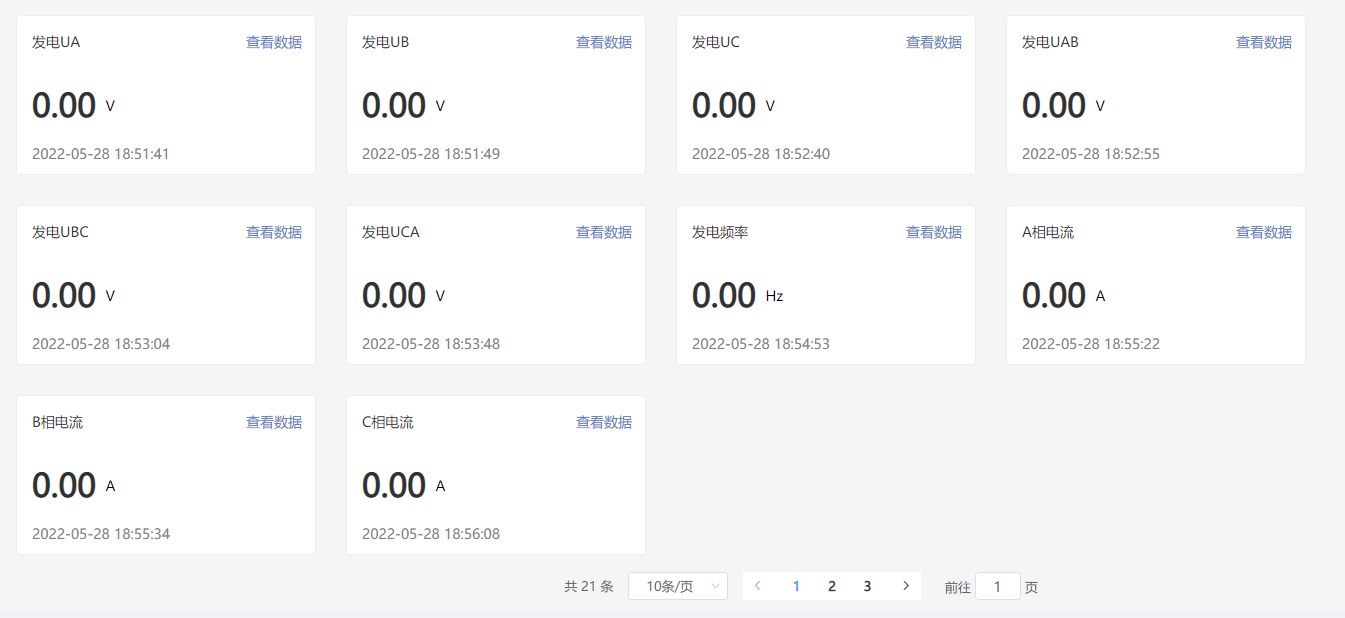 发电UA 查看数据 发电UB 查看数据 发电UC 查看数据 发电UAB 查看数据
0.00 V 0.00 V 0.00 V 0.00 V
2022-05-28 18:51:41 2022-05-28 18:51:49 2022-05-28 18:52:40 2022-05-28 18:52:55
发电UBC 查看数据 发电UCA 查看数据 发电频率 查看数据 A相电流 查看数据
0.00 V 0.00 V 0.00 Hz 0.00 A
2022-05-28 18:53:04 2022-05-28 18:53:48 2022-05-28 18:54:53 2022-05-28 18:55:22
B相电流 查看数据 C相电流 查看数据
0.00 A 0.00 A
2022-05-28 18:55:34 2022-05-28 18:56:08
共 21 条 10条/页 1 2 3 前往 1 页